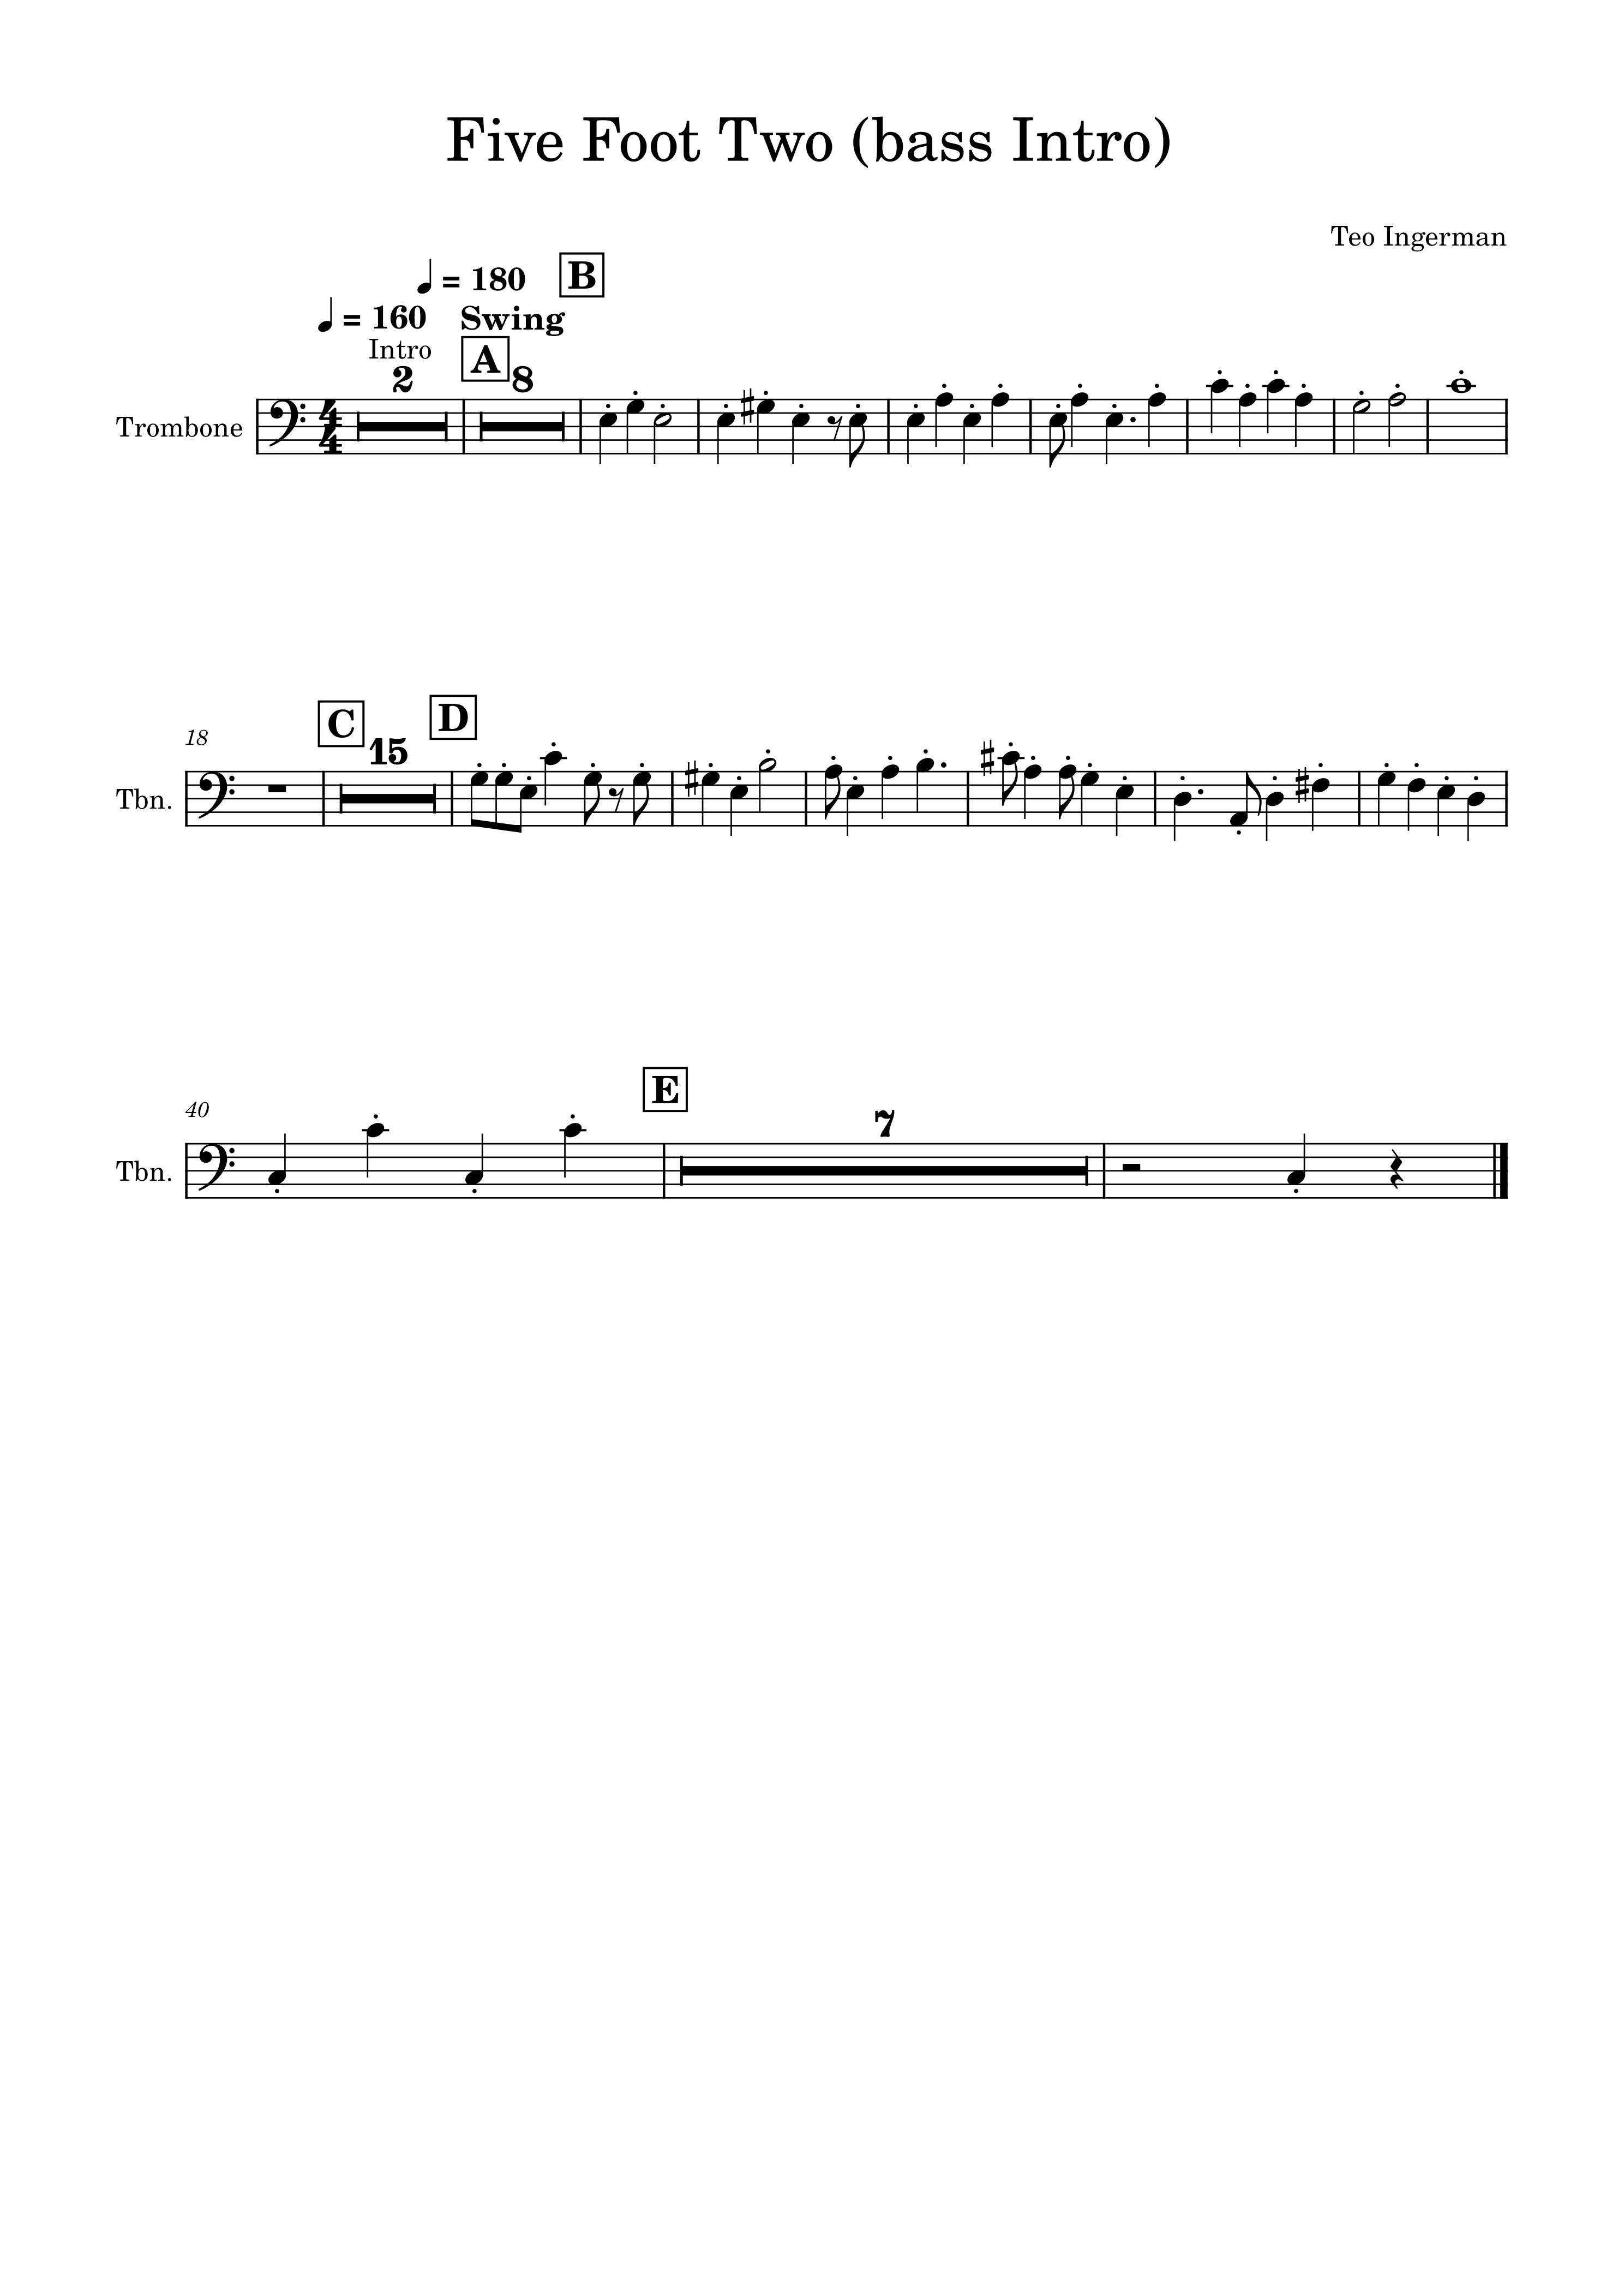 Five Foot Two (bass Intro)
Teo Ingerman
B
= 180
= 160 Swing
Intro
A
2 8
Trombone
4
4
18
C
15
D
Tbn.
40
E
7
Tbn.